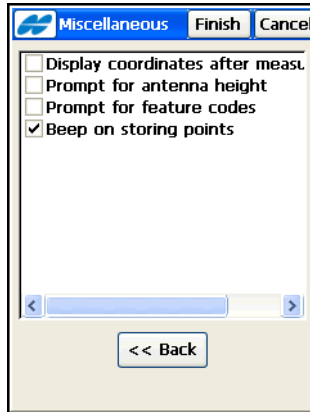 Miscellaneous Finish Cancel
Display coordinates after measu
Prompt for antenna height
Prompt for feature codes
Beep on storing points
<< Back